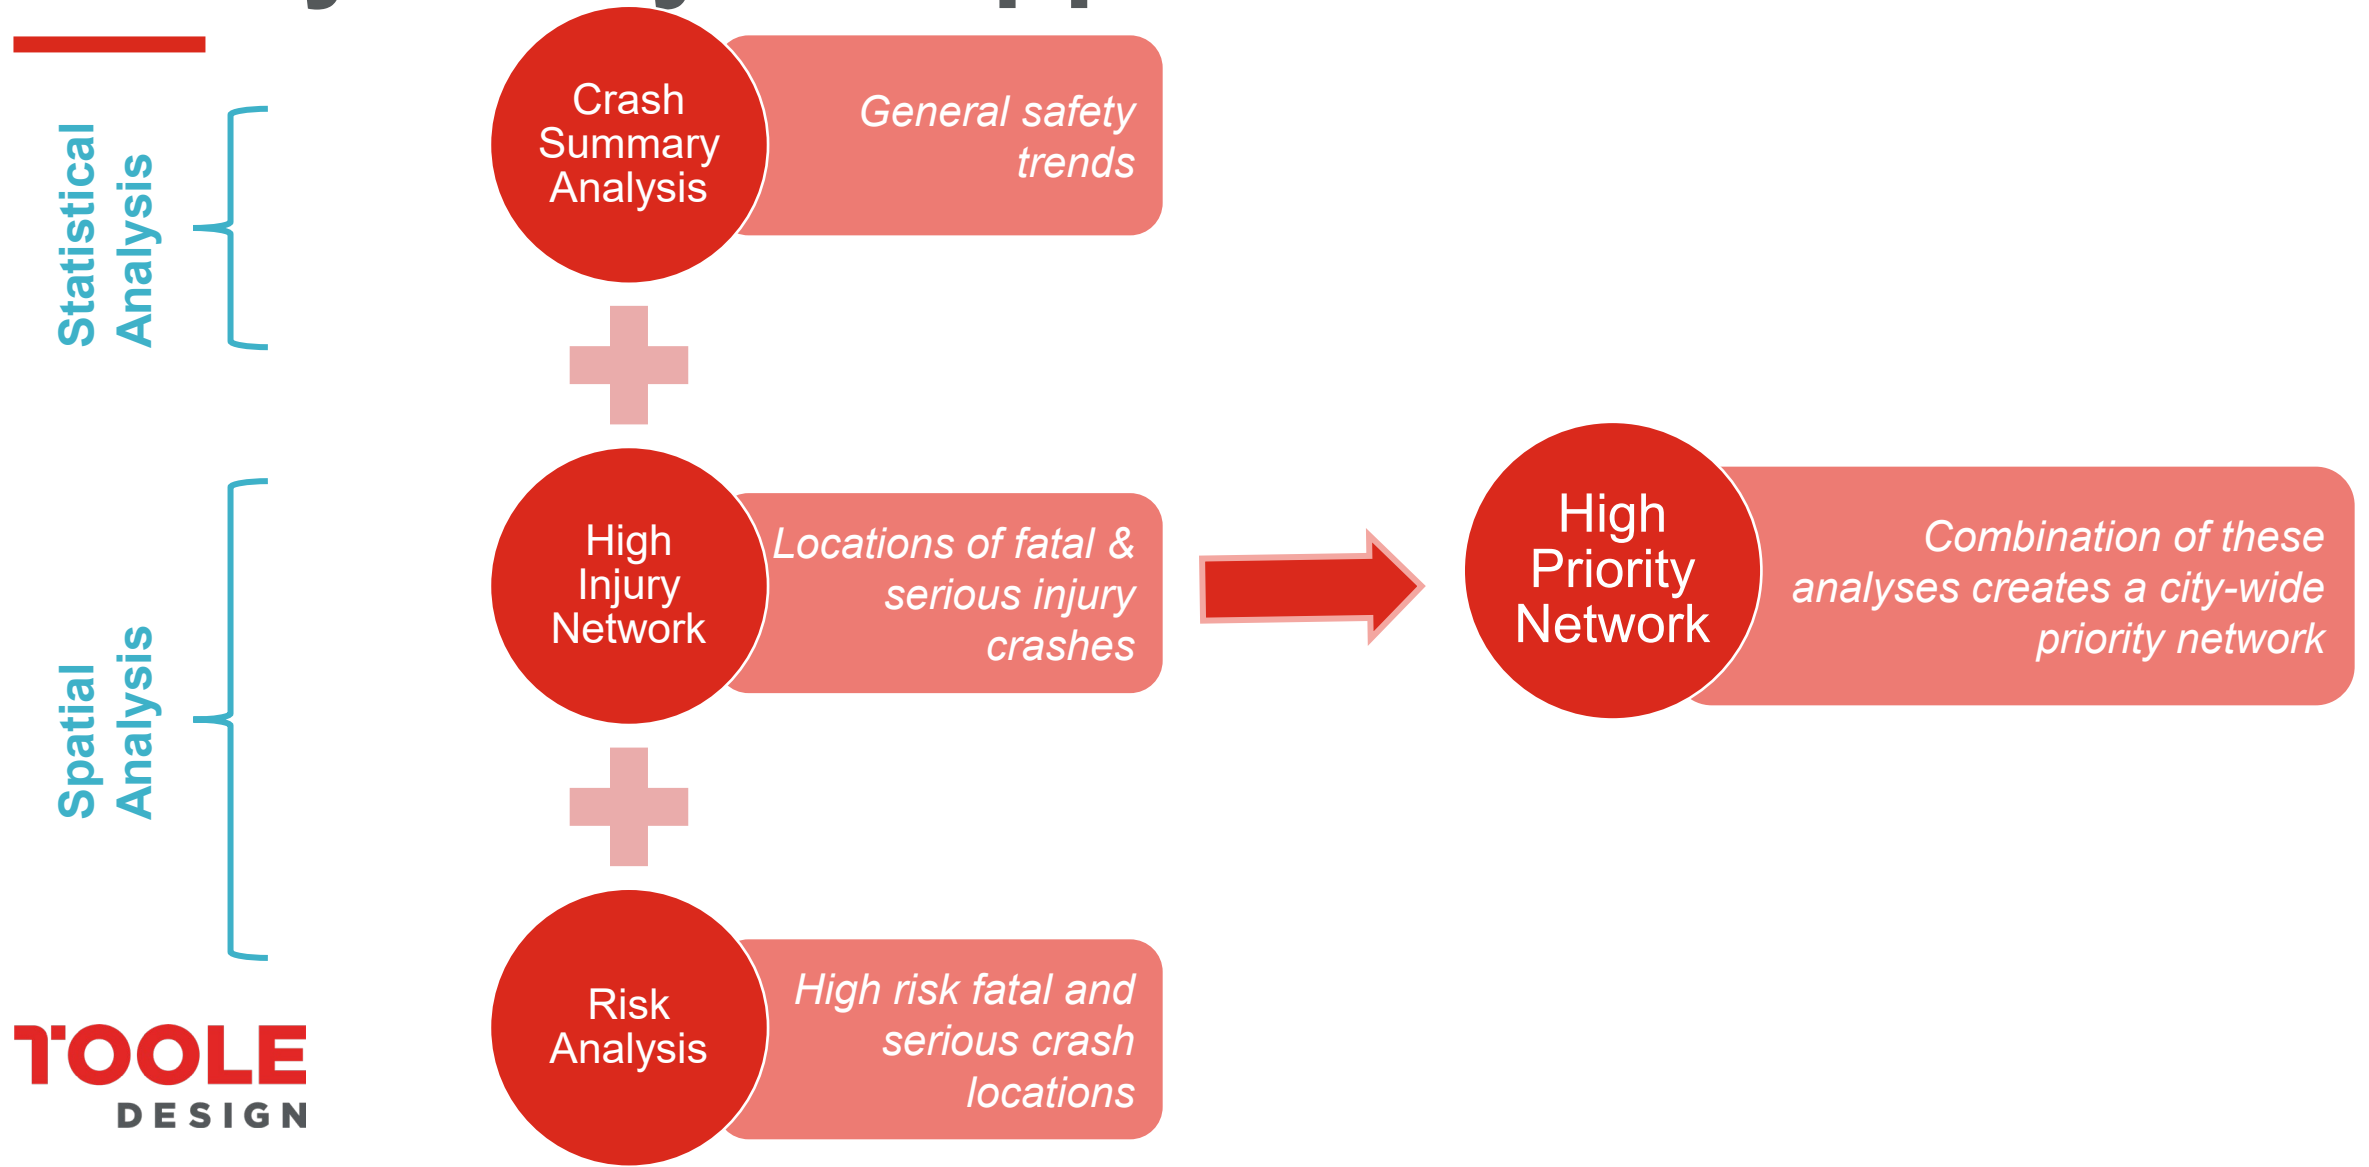 Statistical
Analysis
Crash
Summary
Analysis
General safety
trends
Spatial
Analysis
High
Injury
Network
Locations of fatal &
serious injury
crashes
High
Priority
Network
Combination of these
analyses creates a city-wide
priority network
Risk
Analysis
High risk fatal and
serious crash
locations
TOOLE
DESIGN